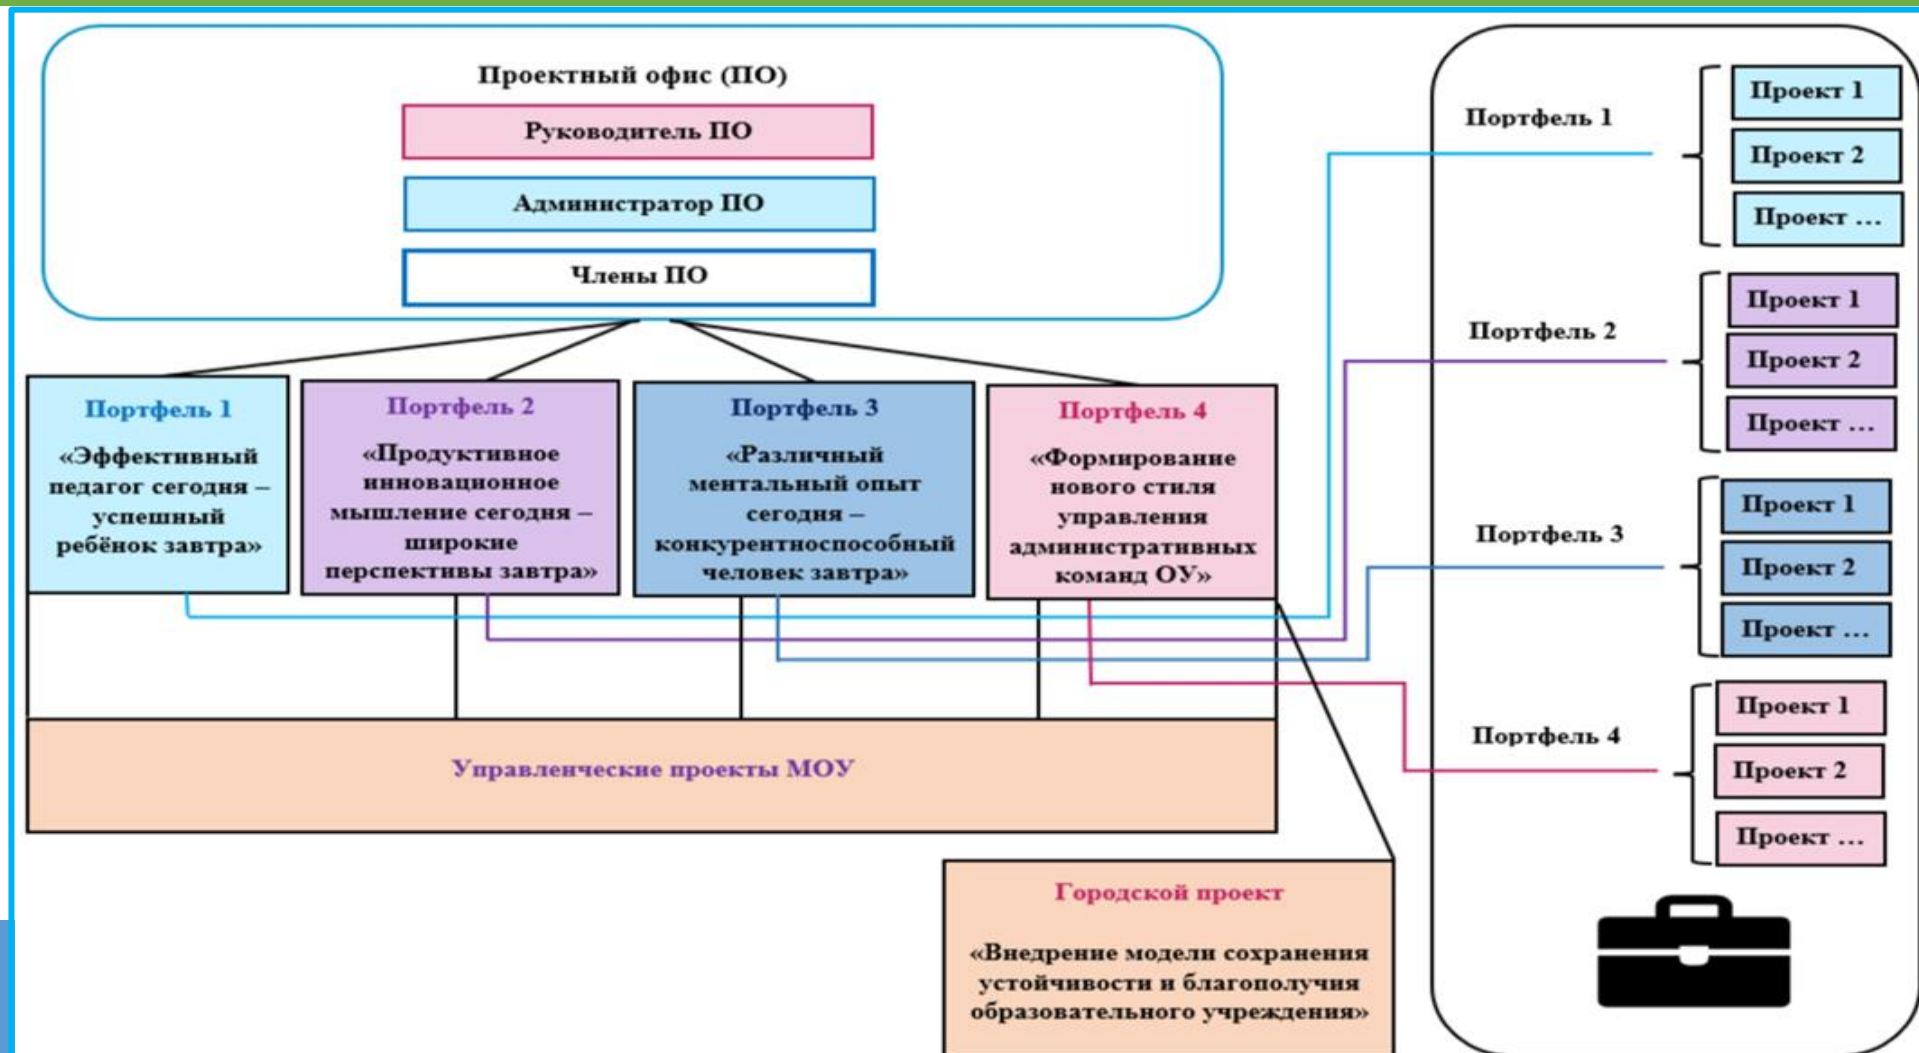 Проектный офис (ПО)
Руководитель ПО
Администратор ПО
Члены ПО
Портфель 1
«Эффективный
педагог сегодня –
успешный
ребёнок завтра»
Портфель 2
«Продуктивное
инновационное
мышление сегодня –
широкие
перспективы завтра»
Портфель 3
«Различный
ментальный опыт
сегодня –
конкурентноспособный
человек завтра»
Портфель 4
«Формирование
нового стиля
управления
административных
команд ОУ»
Управленческие проекты МОУ
Городской проект
«Внедрение модели сохранения
устойчивости и благополучия
образовательного учреждения»
Портфель 1
Проект 1
Проект 2
Проект ...
Портфель 2
Проект 1
Проект 2
Проект ...
Портфель 3
Проект 1
Проект 2
Проект ...
Портфель 4
Проект 1
Проект 2
Проект ...